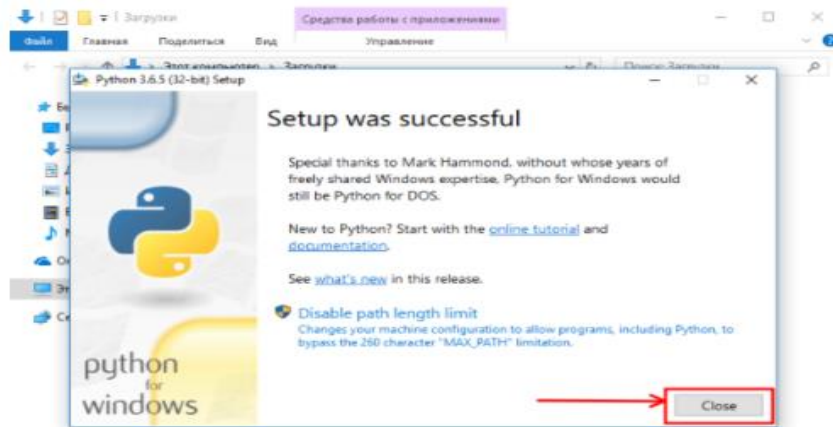 Загрузки
Средства работы с приложениями
Файл Главная Поделиться Вид Управление
Этот компьютер > Загрузки
Поиск: Загрузки
Python 3.6.5 (32-bit) Setup
Setup was successful
Special thanks to Mark Hammond, without whose years of
freely shared Windows expertise, Python for Windows would
still be Python for DOS.
New to Python? Start with the online tutorial and
documentation.
See what's new in this release.
Disable path length limit
Changes your machine configuration to allow programs, including Python, to
bypass the 260 character "MAX_PATH" limitation.
python
for
windows
Close